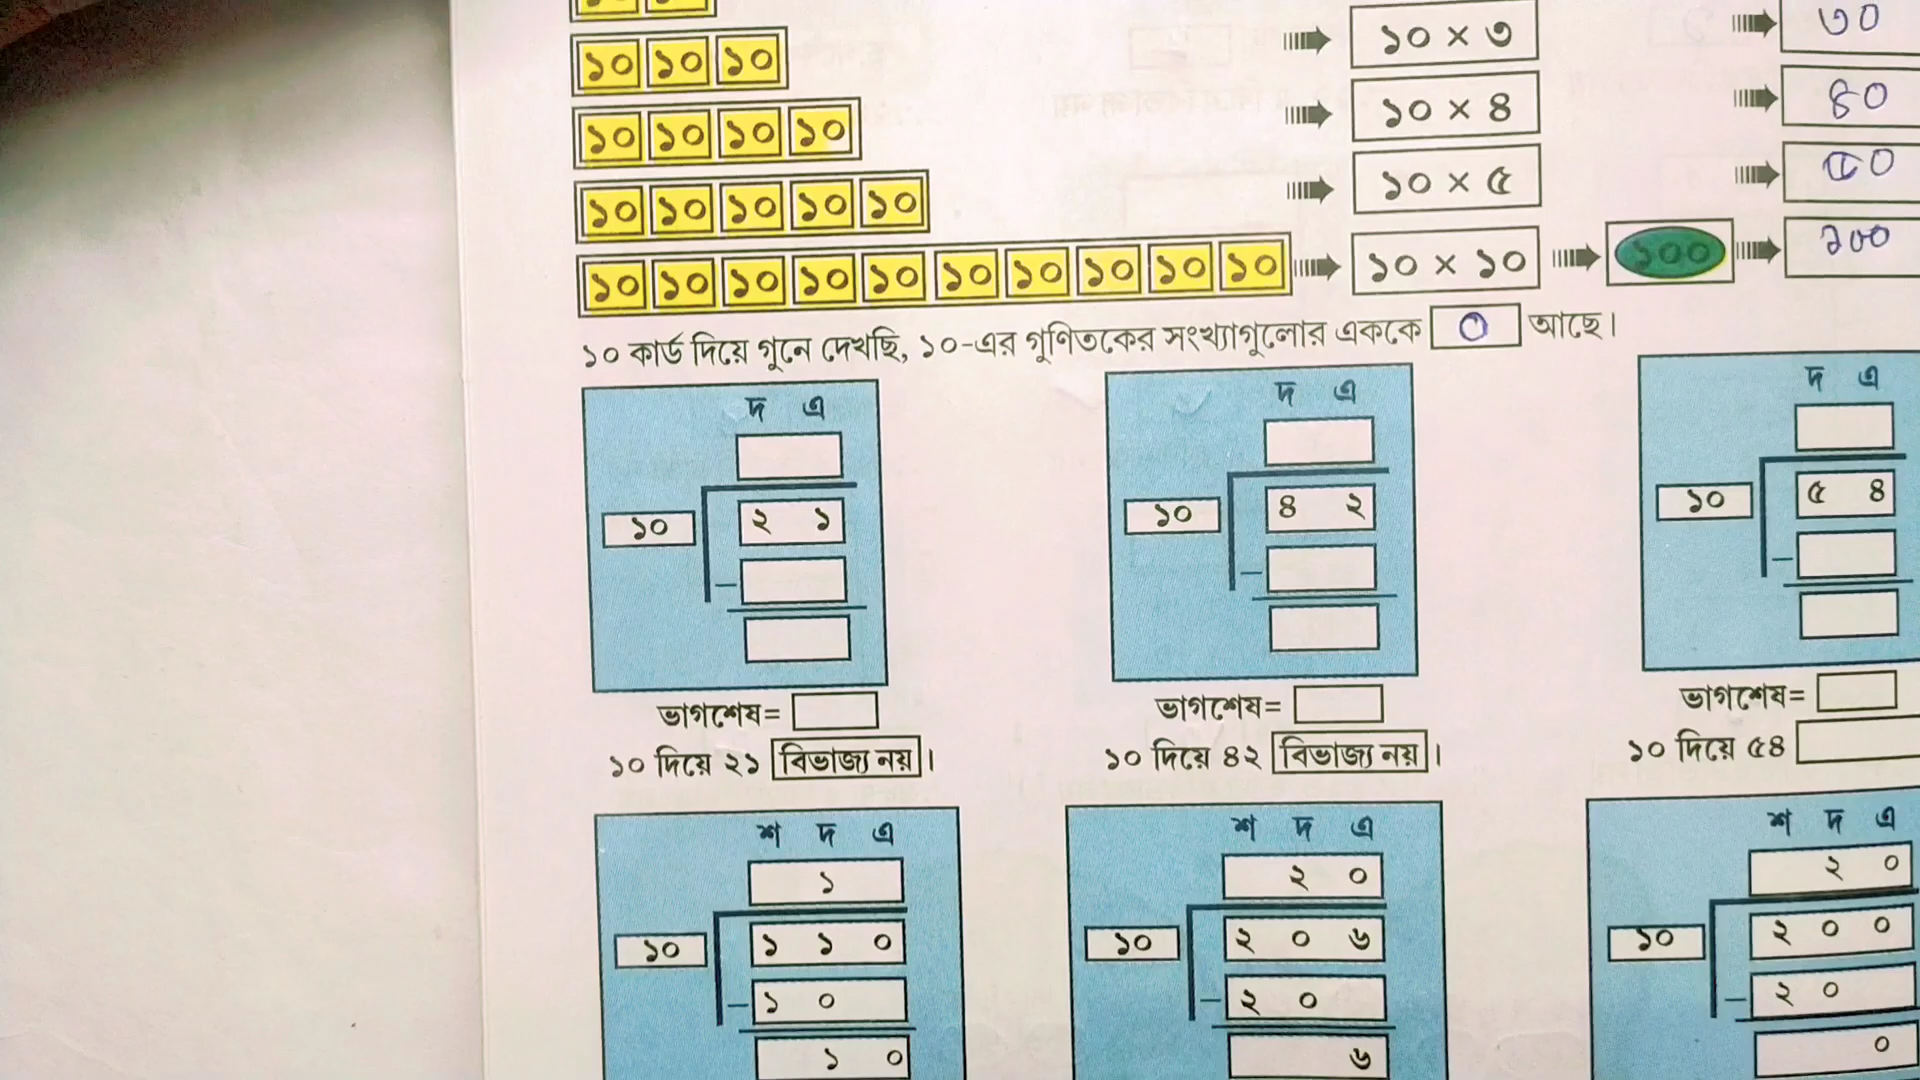 ১০ ১০ ১০ ১০ × ৩ ৩০
১০ ১০ ১০ ১০ ১০ × ৪ ৪০
১০ ১০ ১০ ১০ ১০ ১০ × ৫ ৫০
১০ ১০ ১০ ১০ ১০ ১০ ১০ ১০ ১০ ১০ ১০ × ১০ ১০০ ১০০
১০ কার্ড দিয়ে গুনে দেখছি, ১০-এর গুণিতকের সংখ্যাগুলোর এককে ০ আছে।
দ এ দ এ দ এ
১০ ২ ১ ১০ ৪ ২ ১০ ৫ ৪
− − −
ভাগশেষ= ভাগশেষ= ভাগশেষ=
১০ দিয়ে ২১ বিভাজ্য নয়। ১০ দিয়ে ৪২ বিভাজ্য নয়। ১০ দিয়ে ৫৪
শ দ এ শ দ এ শ দ এ
১ ২ ০ ২ ০
১০ ১ ১ ০ ১০ ২ ০ ৬ ১০ ২ ০ ০
− ১ ০ − ২ ০ − ২ ০
১ ০ ৬ ০